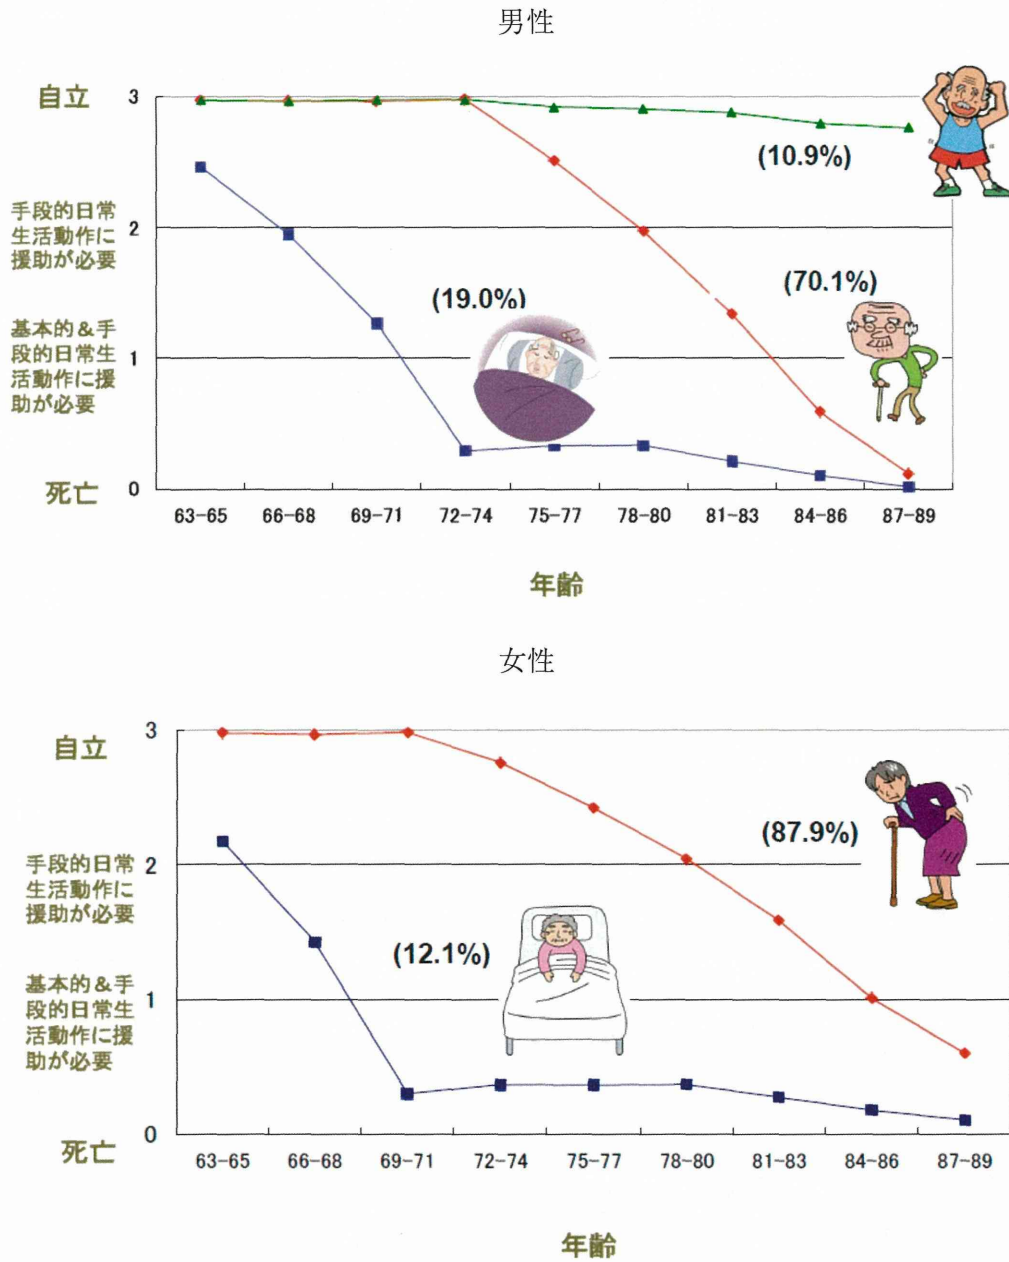 男性
自立
3
(10.9%)
手段的日常
生活動作に
援助が必要
2
(19.0%)
(70.1%)
基本的＆手
段的日常生
活動作に援
助が必要
1
死亡
0
63-65 66-68 69-71 72-74 75-77 78-80 81-83 84-86 87-89
年齢
女性
自立
3
(87.9%)
手段的日常
生活動作に
援助が必要
2
(12.1%)
基本的＆手
段的日常生
活動作に援
助が必要
1
死亡
0
63-65 66-68 69-71 72-74 75-77 78-80 81-83 84-86 87-89
年齢